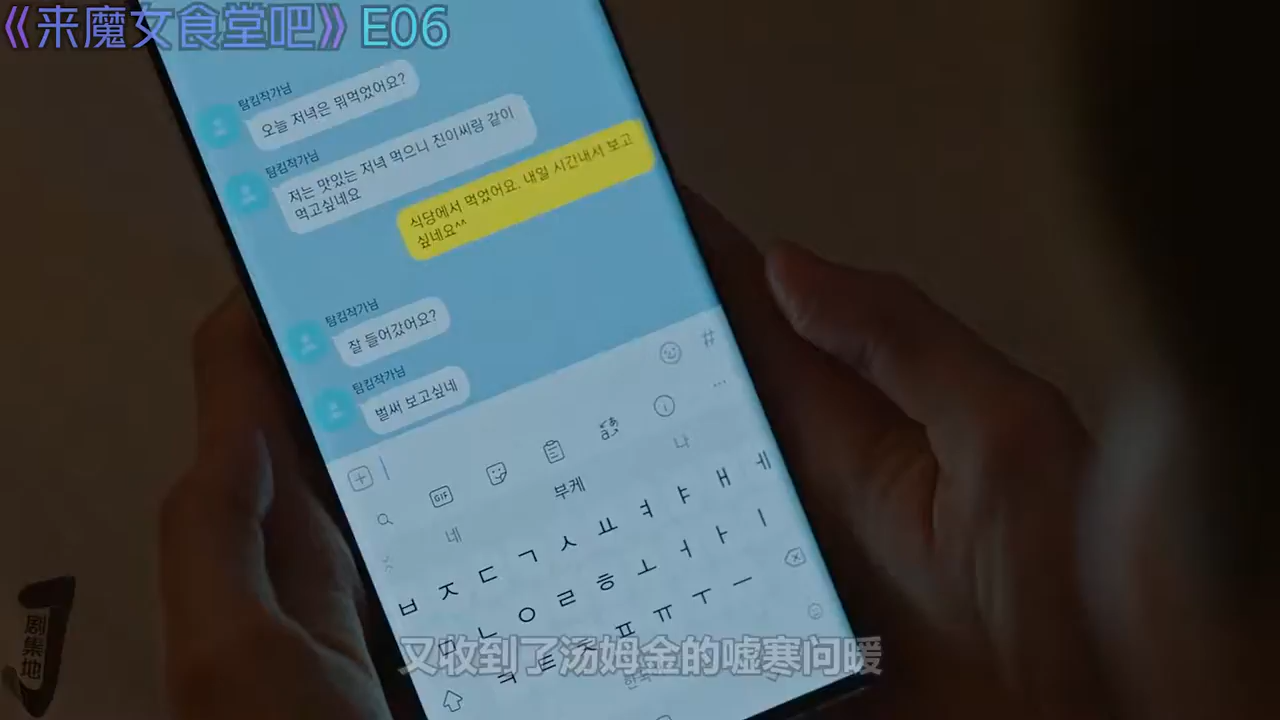 《来魔女食堂吧》E06
탐킴작가님
오늘 저녁은 뭐먹었어요?
탐킴작가님
저는 맛있는 저녁 먹으니 진이씨랑 같이
먹고싶네요
식당에서 먹었어요. 내일 시간내서 보고
싶네요^^
탐킴작가님
잘 들어갔어요?
탐킴작가님
벌써 보고싶네
GIF
네 부케 냐
ㅂ ㅈ ㄷ ㄱ ㅅ ㅛ ㅕ ㅑ ㅐ ㅔ
ㅁ ㄴ ㅇ ㄹ ㅎ ㅗ ㅓ ㅏ ㅣ
ㅋ ㅌ ㅊ ㅍ ㅠ ㅜ ㅡ
又收到了汤姆金的嘘寒问暖
剧集地